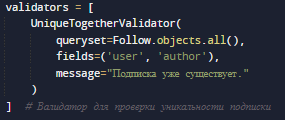 validators = [
    UniqueTogetherValidator(
        queryset=Follow.objects.all(),
        fields=('user', 'author'),
        message="Подписка уже существует."
    )
]  # Валидатор для проверки уникальности подписки